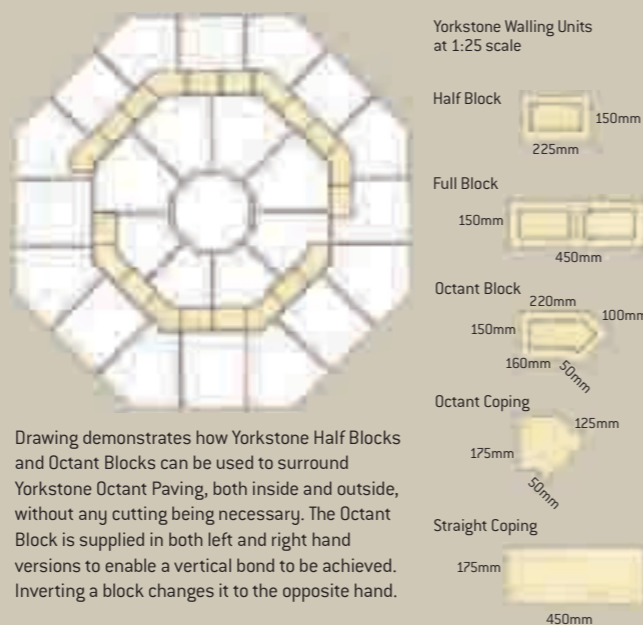 Yorkstone Walling Units
at 1:25 scale
Half Block
150mm
225mm
Full Block
150mm
450mm
Octant Block
220mm
100mm
150mm
160mm
50mm
Octant Coping
125mm
175mm
50mm
Straight Coping
175mm
450mm
Drawing demonstrates how Yorkstone Half Blocks
and Octant Blocks can be used to surround
Yorkstone Octant Paving, both inside and outside,
without any cutting being necessary. The Octant
Block is supplied in both left and right hand
versions to enable a vertical bond to be achieved.
Inverting a block changes it to the opposite hand.